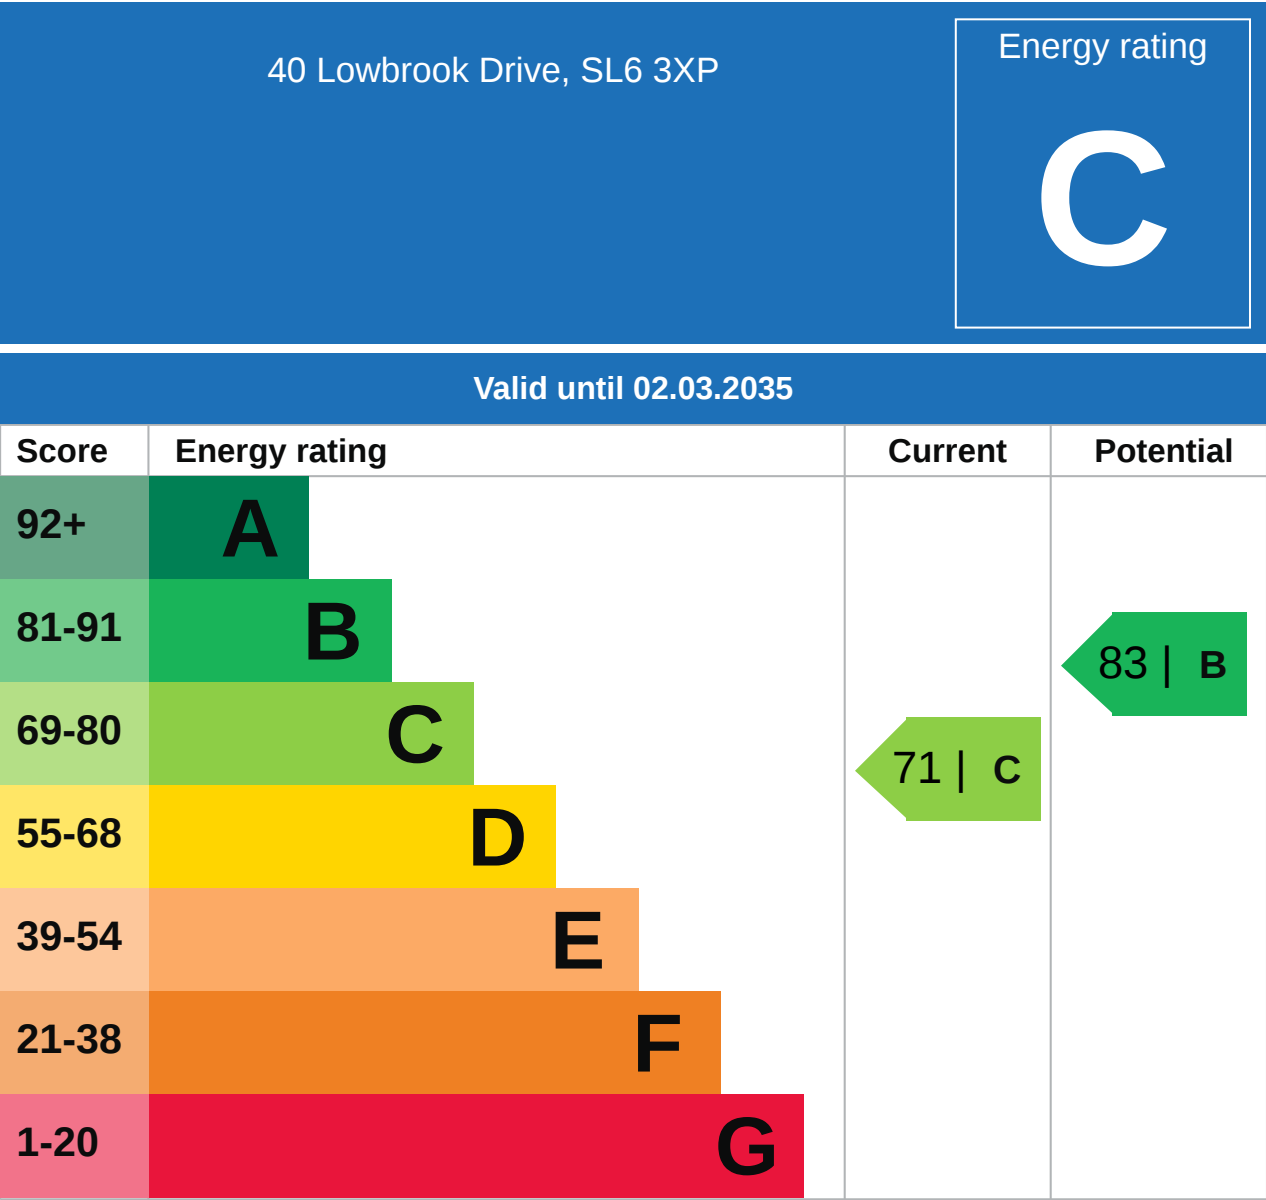 40 Lowbrook Drive, SL6 3XP
Energy rating
C
Valid until 02.03.2035
Score Energy rating Current Potential
92+ A
81-91 B
83 | B
69-80 C
71 | C
55-68 D
39-54 E
21-38 F
1-20 G